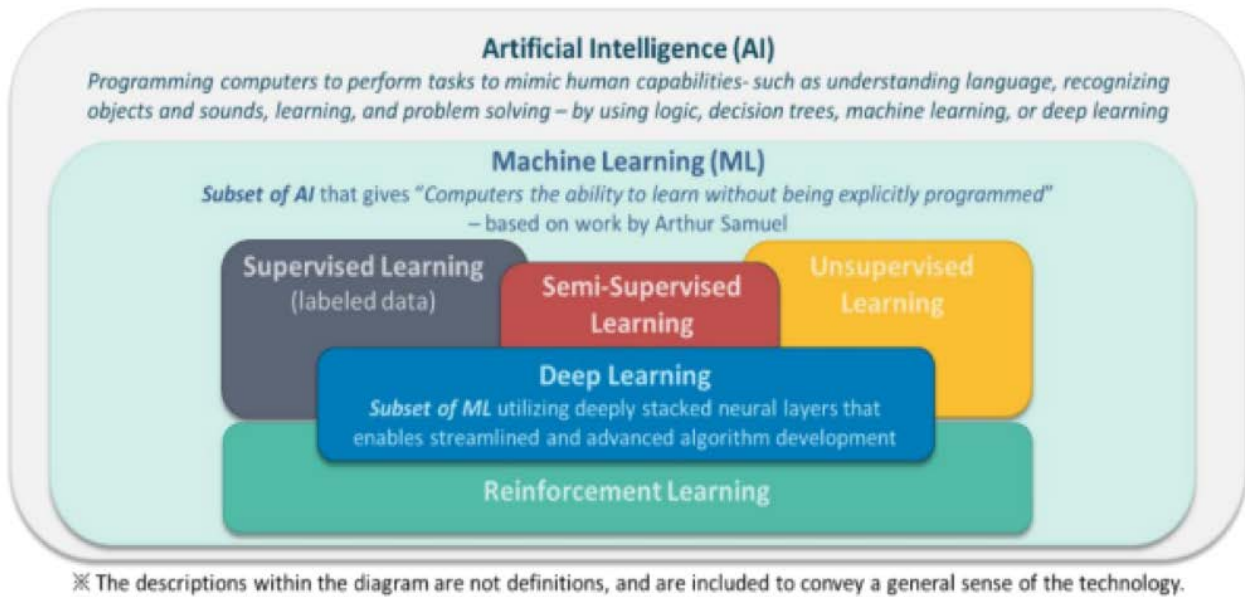 Artificial Intelligence (AI)
Programming computers to perform tasks to mimic human capabilities- such as understanding language, recognizing
objects and sounds, learning, and problem solving – by using logic, decision trees, machine learning, or deep learning
Machine Learning (ML)
Subset of AI that gives “Computers the ability to learn without being explicitly programmed”
– based on work by Arthur Samuel
Supervised Learning
(labeled data)
Semi-Supervised
Learning
Unsupervised
Learning
Deep Learning
Subset of ML utilizing deeply stacked neural layers that
enables streamlined and advanced algorithm development
Reinforcement Learning
※ The descriptions within the diagram are not definitions, and are included to convey a general sense of the technology.